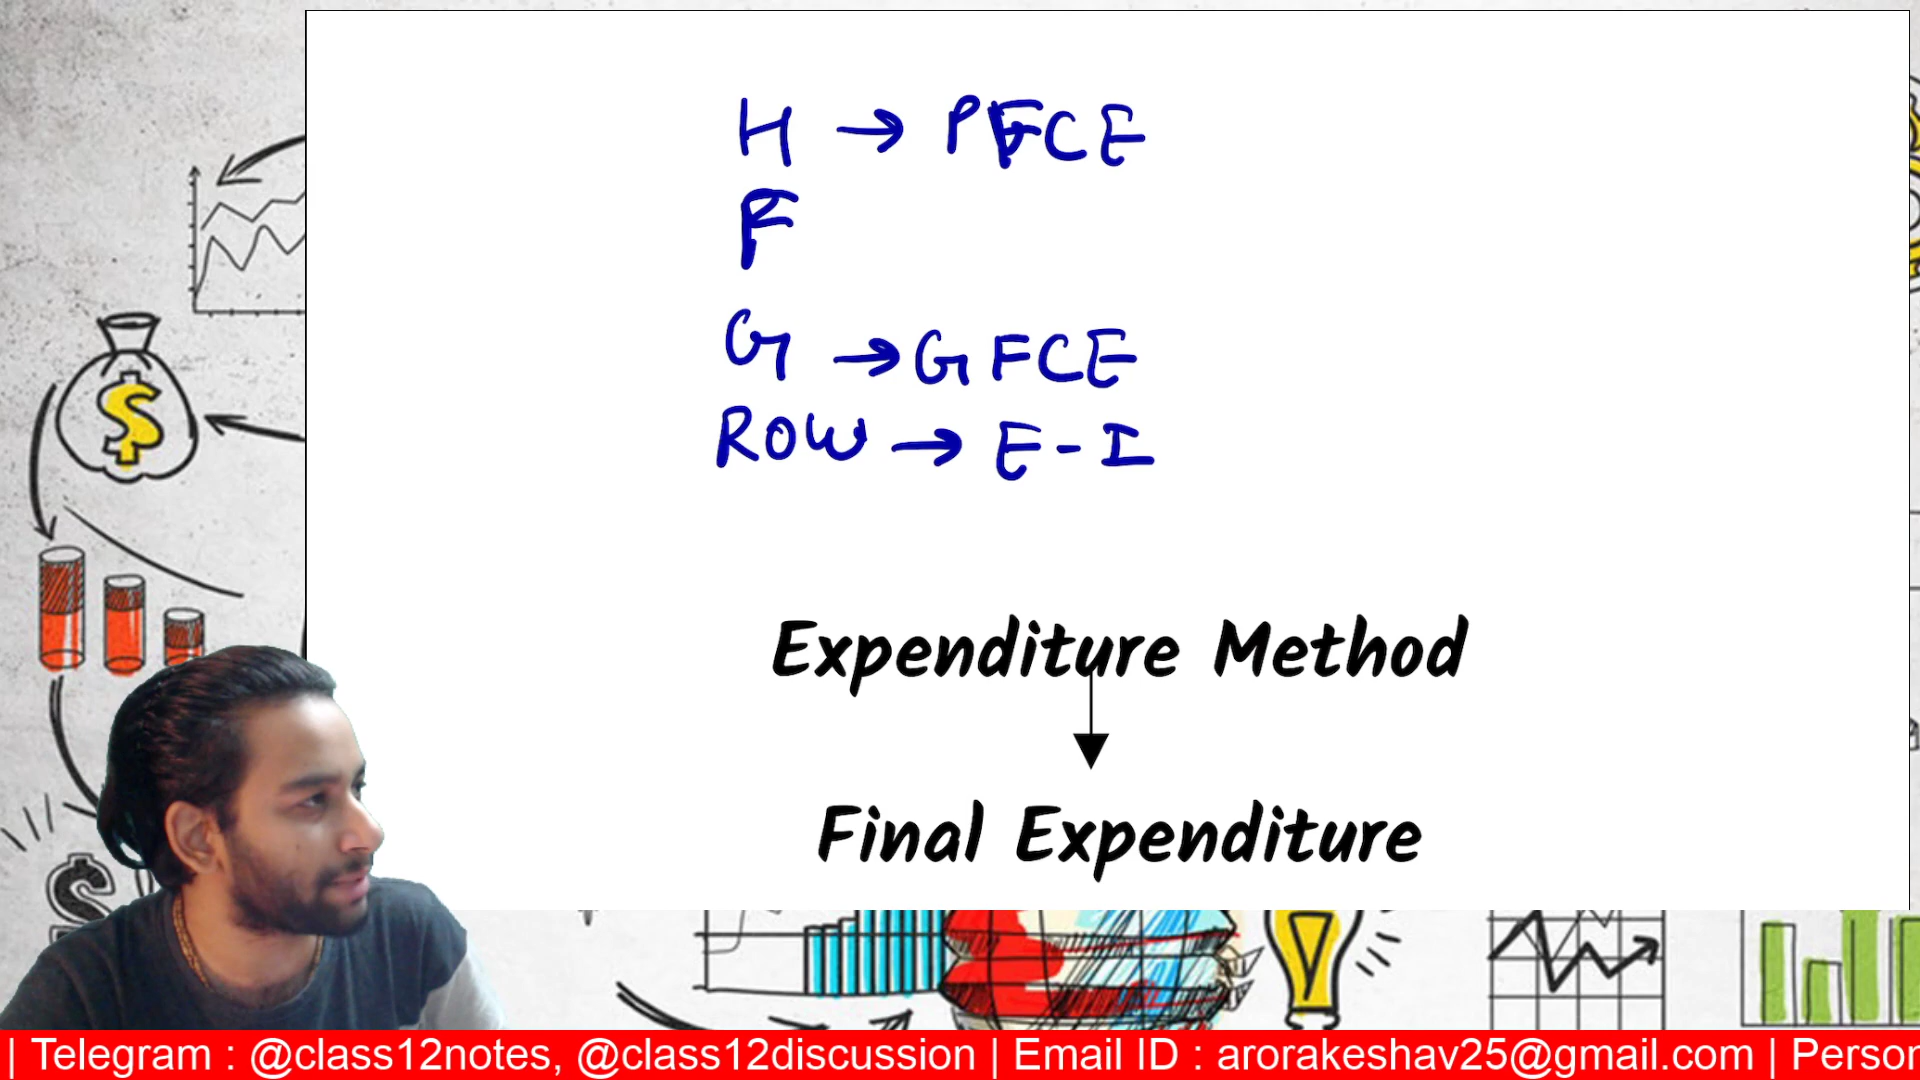 H → PFCE
F
G → GFCE
ROW → E-I
Expenditure Method
Final Expenditure
| Telegram : @class12notes, @class12discussion | Email ID : arorakeshav25@gmail.com | Person